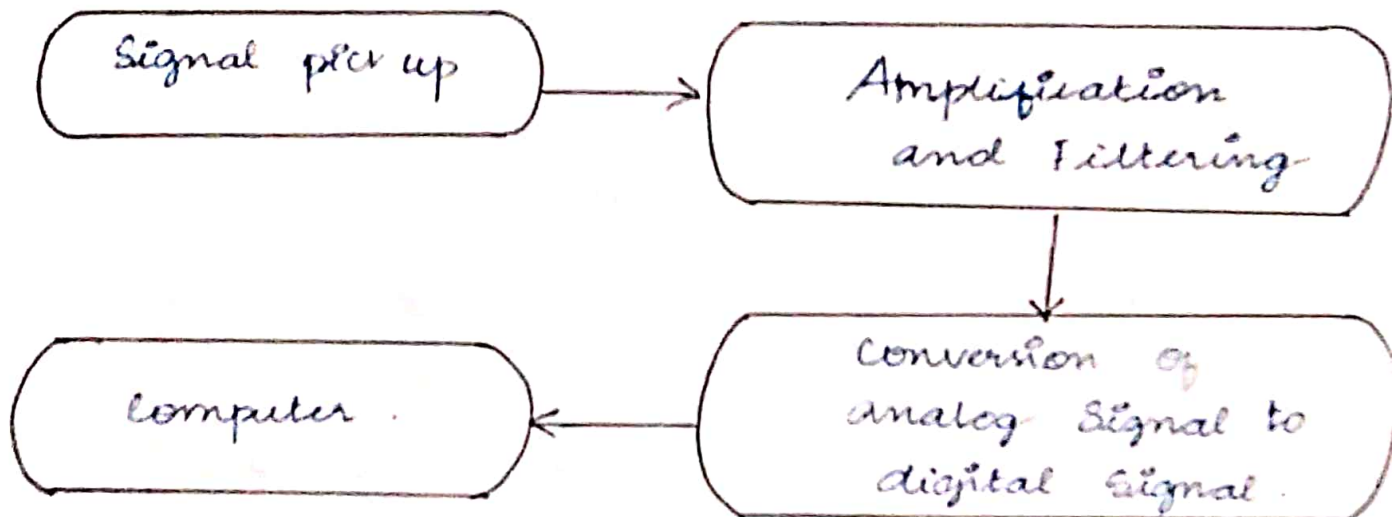 Signal pick up
Amplification
and Filtering
Conversion of
analog Signal to
digital Signal.
Computer.